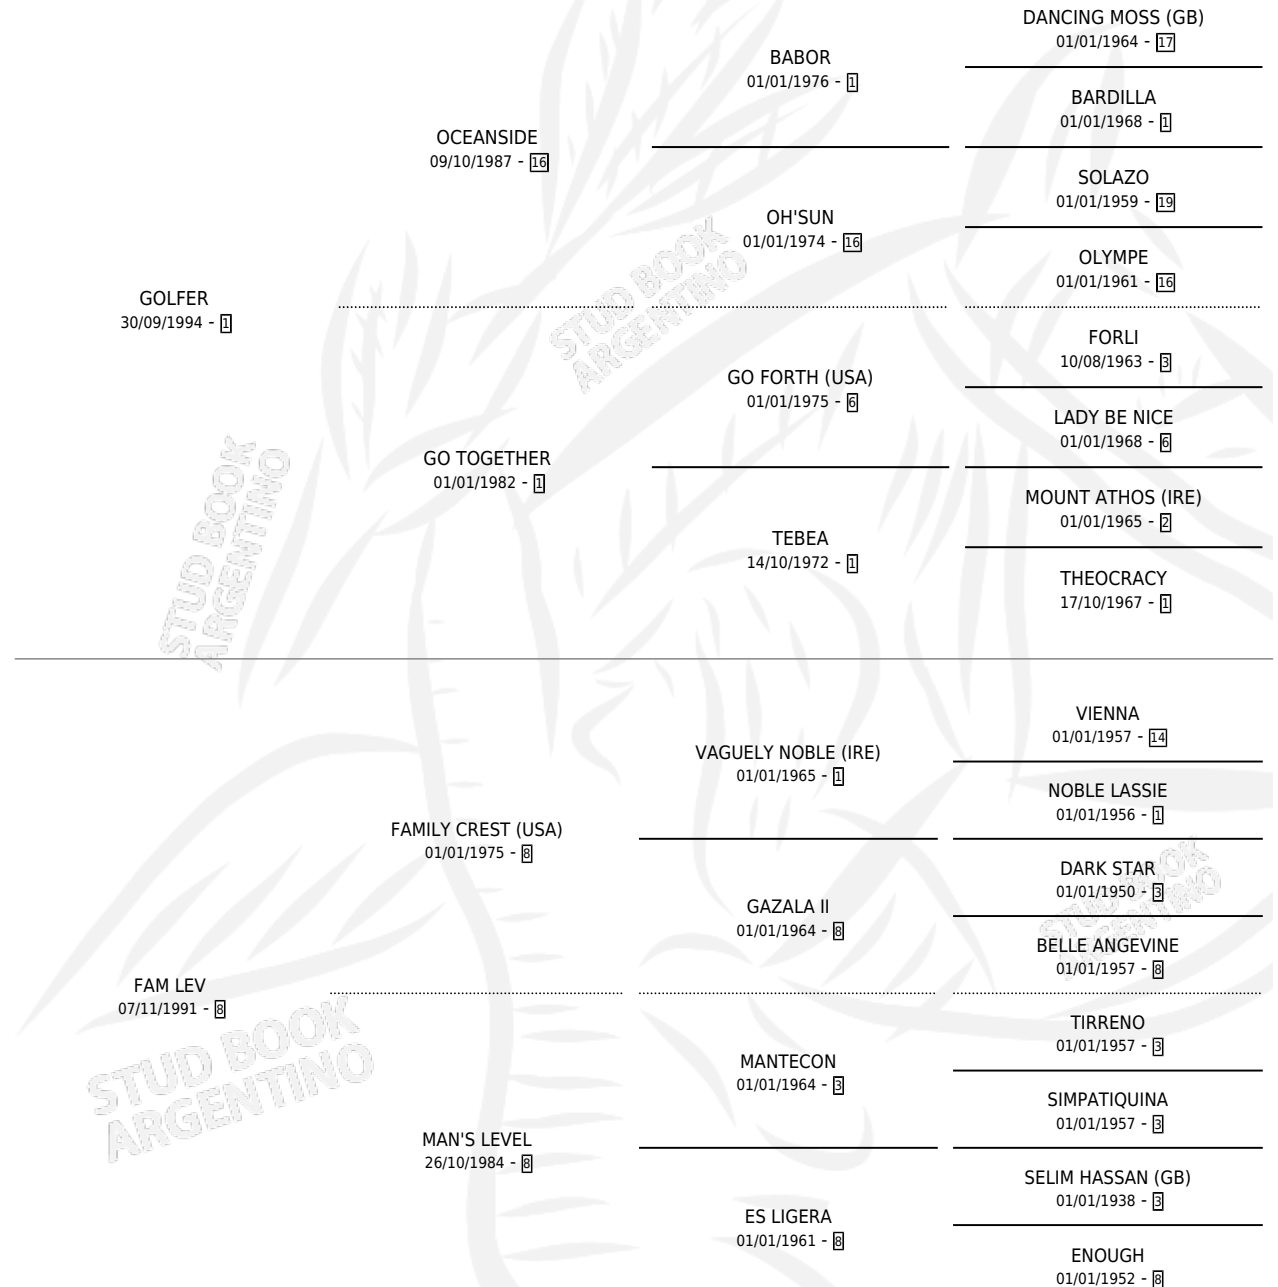 DANCING MOSS (GB)
01/01/1964 - 17
BABOR
01/01/1976 - 1
BARDILLA
01/01/1968 - 1
OCEANSIDE
09/10/1987 - 16
SOLAZO
01/01/1959 - 19
OH'SUN
01/01/1974 - 16
OLYMPE
01/01/1961 - 16
GOLFER
30/09/1994 - 1
FORLI
10/08/1963 - 3
GO FORTH (USA)
01/01/1975 - 6
LADY BE NICE
01/01/1968 - 6
GO TOGETHER
01/01/1982 - 1
MOUNT ATHOS (IRE)
01/01/1965 - 2
TEBEA
14/10/1972 - 1
THEOCRACY
17/10/1967 - 1
VIENNA
01/01/1957 - 14
VAGUELY NOBLE (IRE)
01/01/1965 - 1
NOBLE LASSIE
01/01/1956 - 1
FAMILY CREST (USA)
01/01/1975 - 8
DARK STAR
01/01/1950 - 3
GAZALA II
01/01/1964 - 8
BELLE ANGEVINE
01/01/1957 - 8
FAM LEV
07/11/1991 - 8
TIRRENO
01/01/1957 - 3
MANTECON
01/01/1964 - 3
SIMPATIQUINA
01/01/1957 - 3
MAN'S LEVEL
26/10/1984 - 8
SELIM HASSAN (GB)
01/01/1938 - 3
ES LIGERA
01/01/1961 - 8
ENOUGH
01/01/1952 - 8
STUD BOOK
ARGENTINO
STUD BOOK
ARGENTINO
STUD BOOK
ARGENTINO
STUD BOOK
ARGENTINO